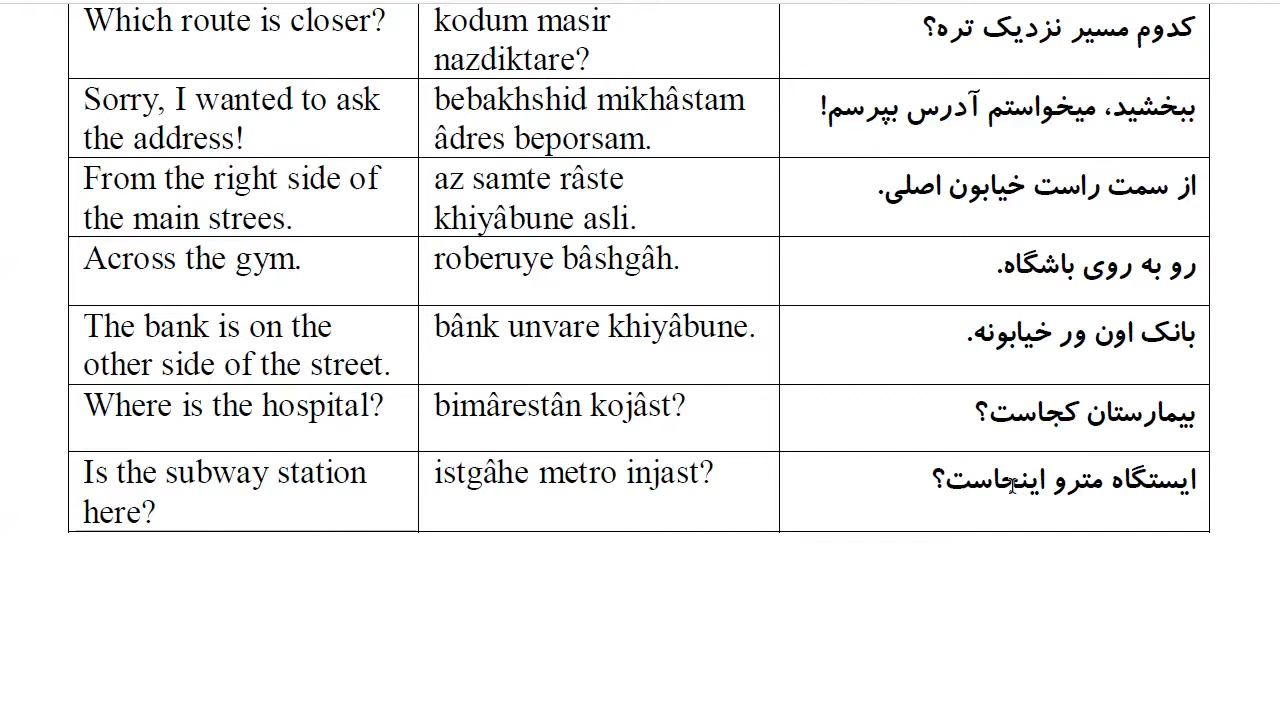 Which route is closer?
kodum masir
nazdiktare?
کدوم مسیر نزدیک تره؟
Sorry, I wanted to ask
the address!
bebakhshid mikhâstam
âdres beporsam.
ببخشید، میخواستم آدرس بپرسم!
From the right side of
the main strees.
az samte râste
khiyâbune asli.
از سمت راست خیابون اصلی.
Across the gym.
roberuye bâshgâh.
رو به روی باشگاه.
The bank is on the
other side of the street.
bânk unvare khiyâbune.
بانک اون ور خیابونه.
Where is the hospital?
bimârestân kojâst?
بیمارستان کجاست؟
Is the subway station
here?
istgâhe metro injast?
ایستگاه مترو اینجاست؟